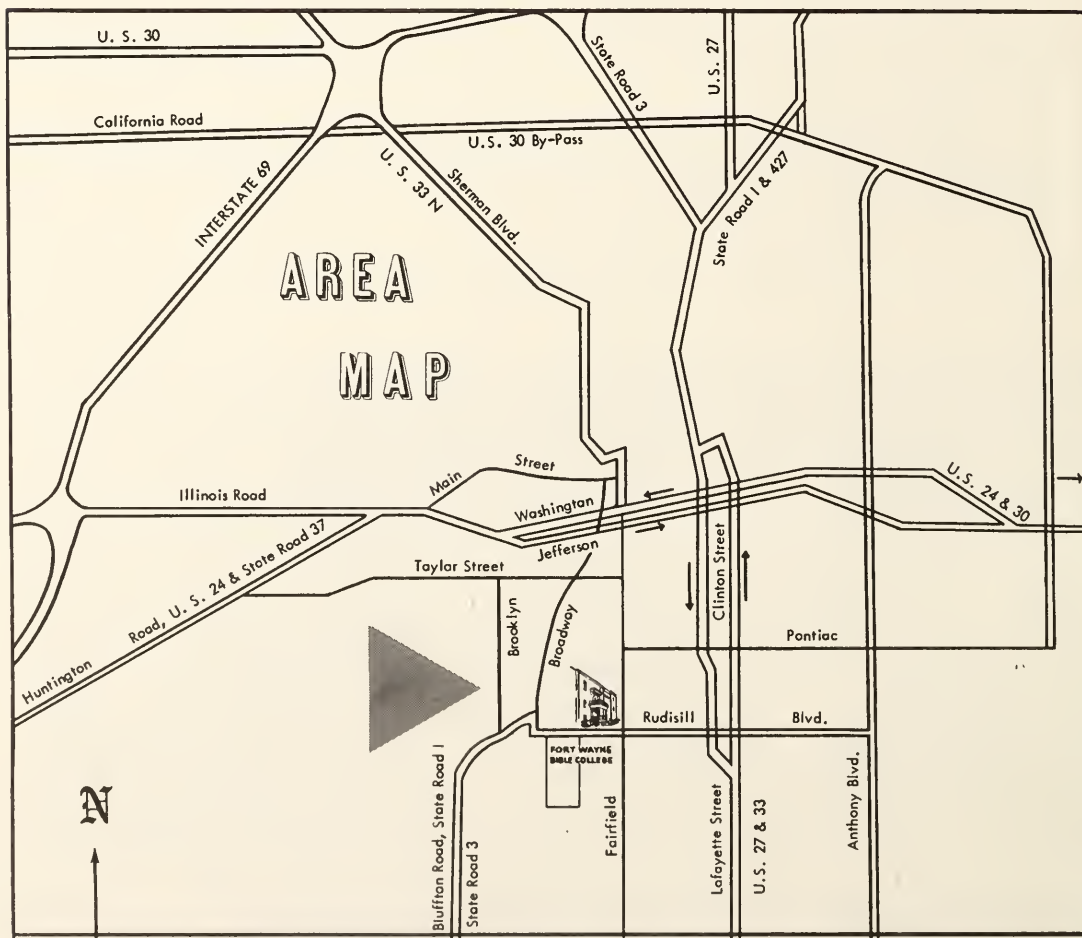 U. S. 30
State Road 3
U.S. 27
California Road
U.S. 30 By-Pass
INTERSTATE 69
U. S. 33 N
Sherman Blvd.
State Road 1 & 427
AREA
MAP
Main Street
Illinois Road
Washington
U.S. 24 & 30
Jefferson
Huntington Road, U. S. 24 & State Road 37
Taylar Street
Clinton Street
Brooklyn
Broadway
Pontiac
Rudisill Blvd.
FORT WAYNE
BIBLE COLLEGE
N
Bluffton Road, State Road 1
State Road 3
Fairfield
Lafayette Street
U.S. 27 & 33
Anthony Blvd.